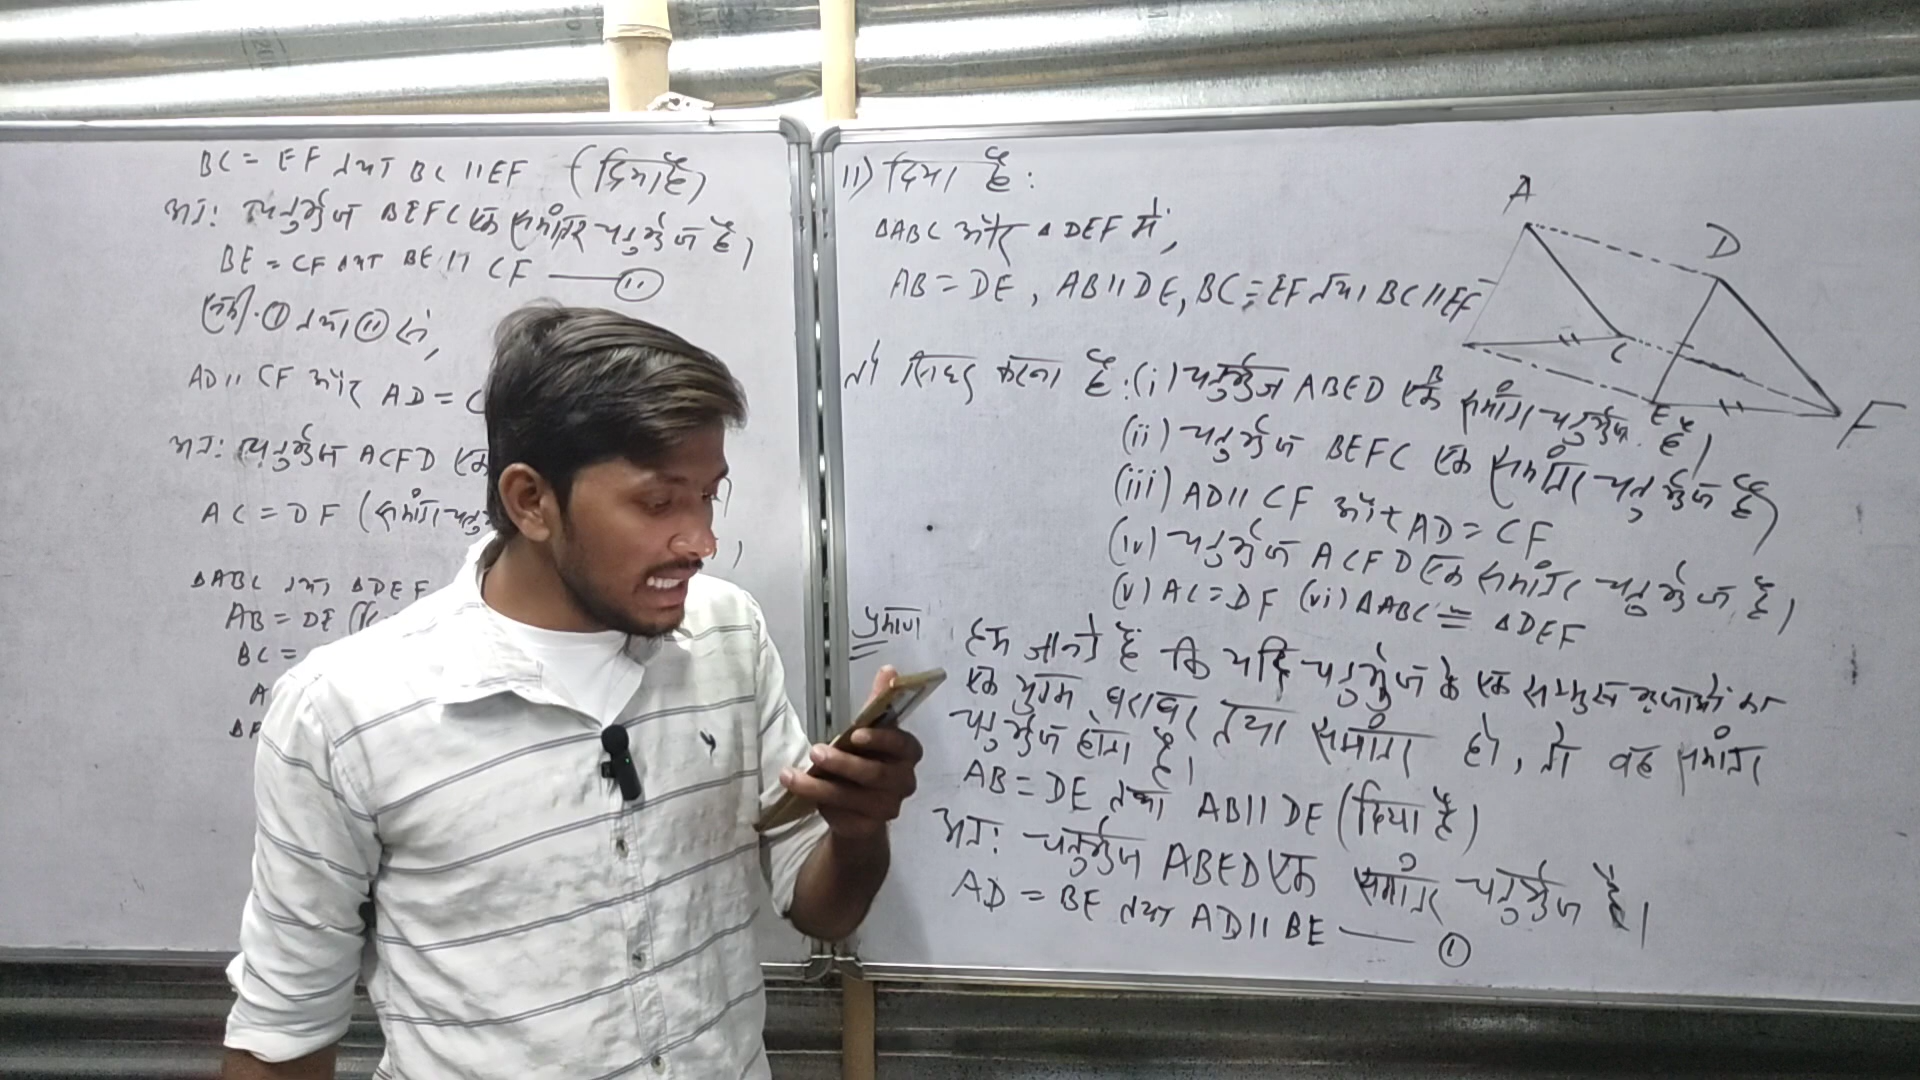 BC = EF तथा BC || EF (दिया है)
अतः चतुर्भुज BEFC एक समांतर चतुर्भुज है,
BE = CF तथा BE || CF —— (ii)
समी. (i) तथा (ii) से,
AD || CF और AD = C
अतः चतुर्भुज ACFD एक
AC = DF (समांतर
ΔABC तथा ΔDEF
AB = DE
BC =
A
11) दिया है:
ΔABC और Δ DEF में,
AB = DE, AB || DE, BC = EF तथा BC || EF
तो सिद्ध करना है: (i) चतुर्भुज ABED एक समांतर चतुर्भुज है।
(ii) चतुर्भुज BEFC एक समांतर चतुर्भुज है
(iii) AD || CF और AD = CF
(iv) चतुर्भुज ACFD एक समांतर चतुर्भुज है।
(v) AC = DF (vi) ΔABC ≅ ΔDEF
प्रमाण हम जानते हैं कि यदि चतुर्भुज के एक सम्मुख भुजाओं का
एक युग्म बराबर तथा समांतर हो, तो वह समांतर
चतुर्भुज होता है।
AB = DE तथा AB || DE (दिया है)
अतः चतुर्भुज ABED एक समांतर चतुर्भुज है।
AD = BE तथा AD || BE —— (i)
A
D
C
B
E
F